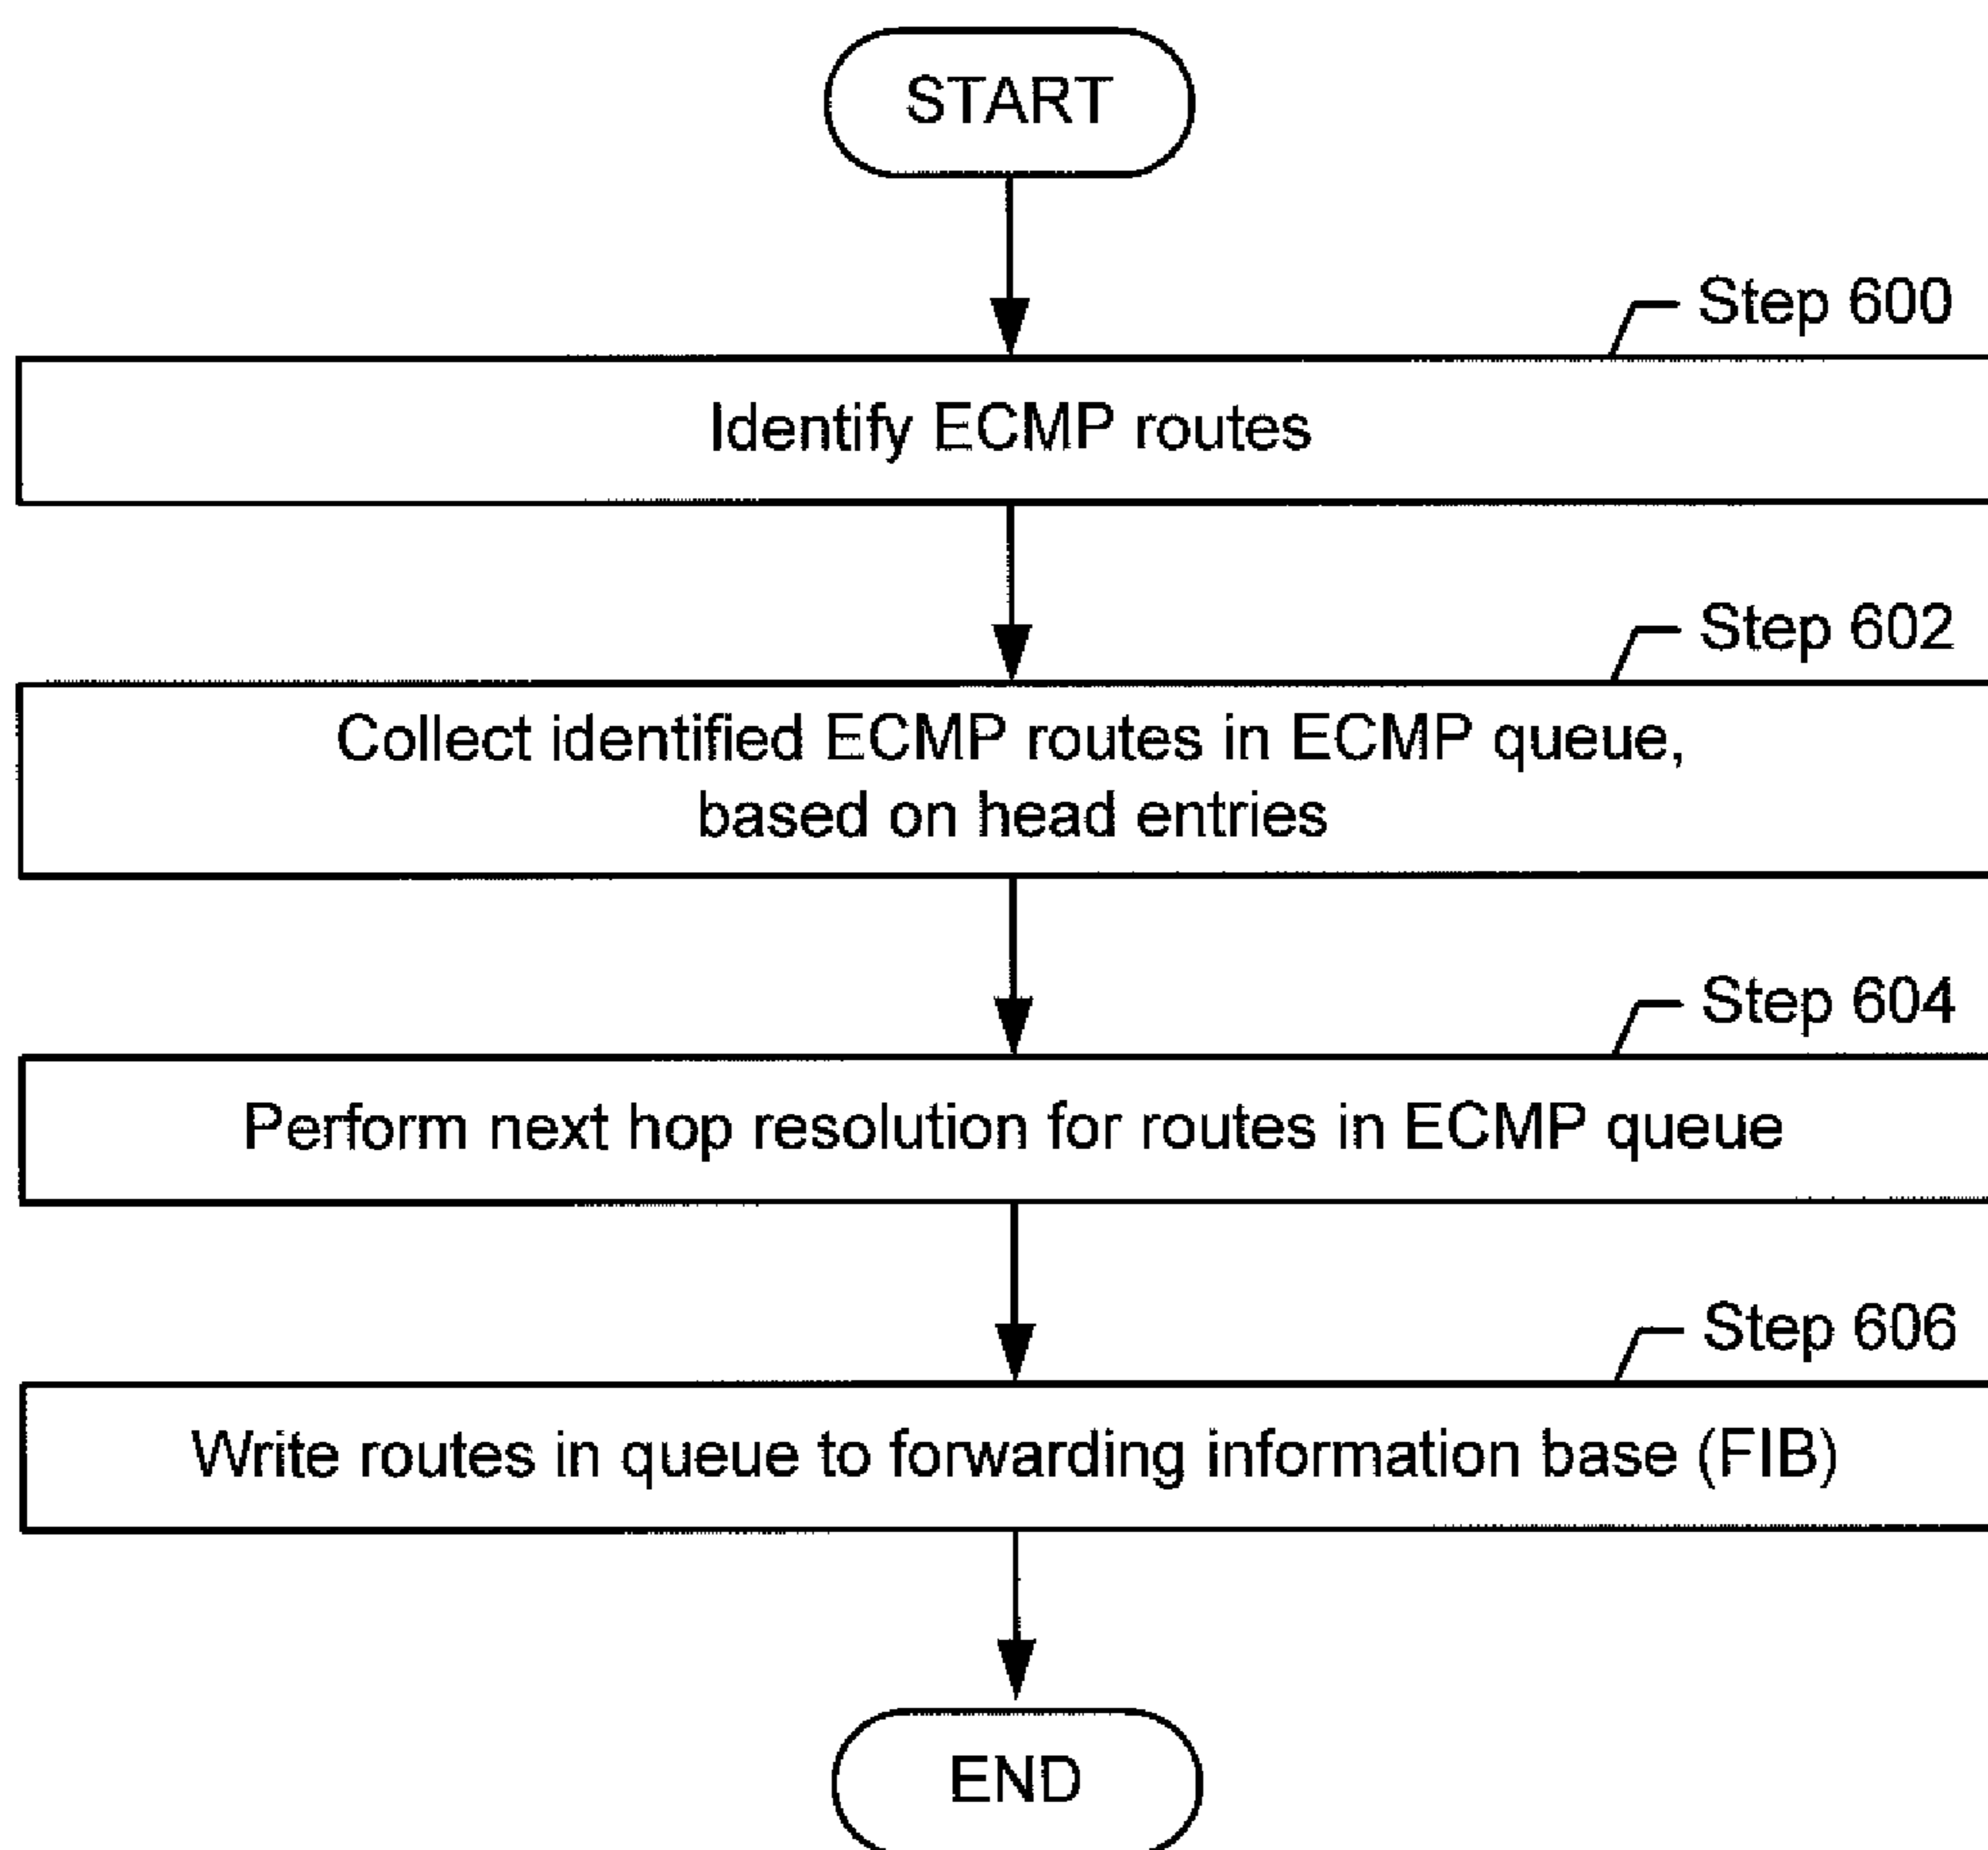 START
Step 600
Identify ECMP routes
Step 602
Collect identified ECMP routes in ECMP queue,
based on head entries
Step 604
Perform next hop resolution for routes in ECMP queue
Step 606
Write routes in queue to forwarding information base (FIB)
END